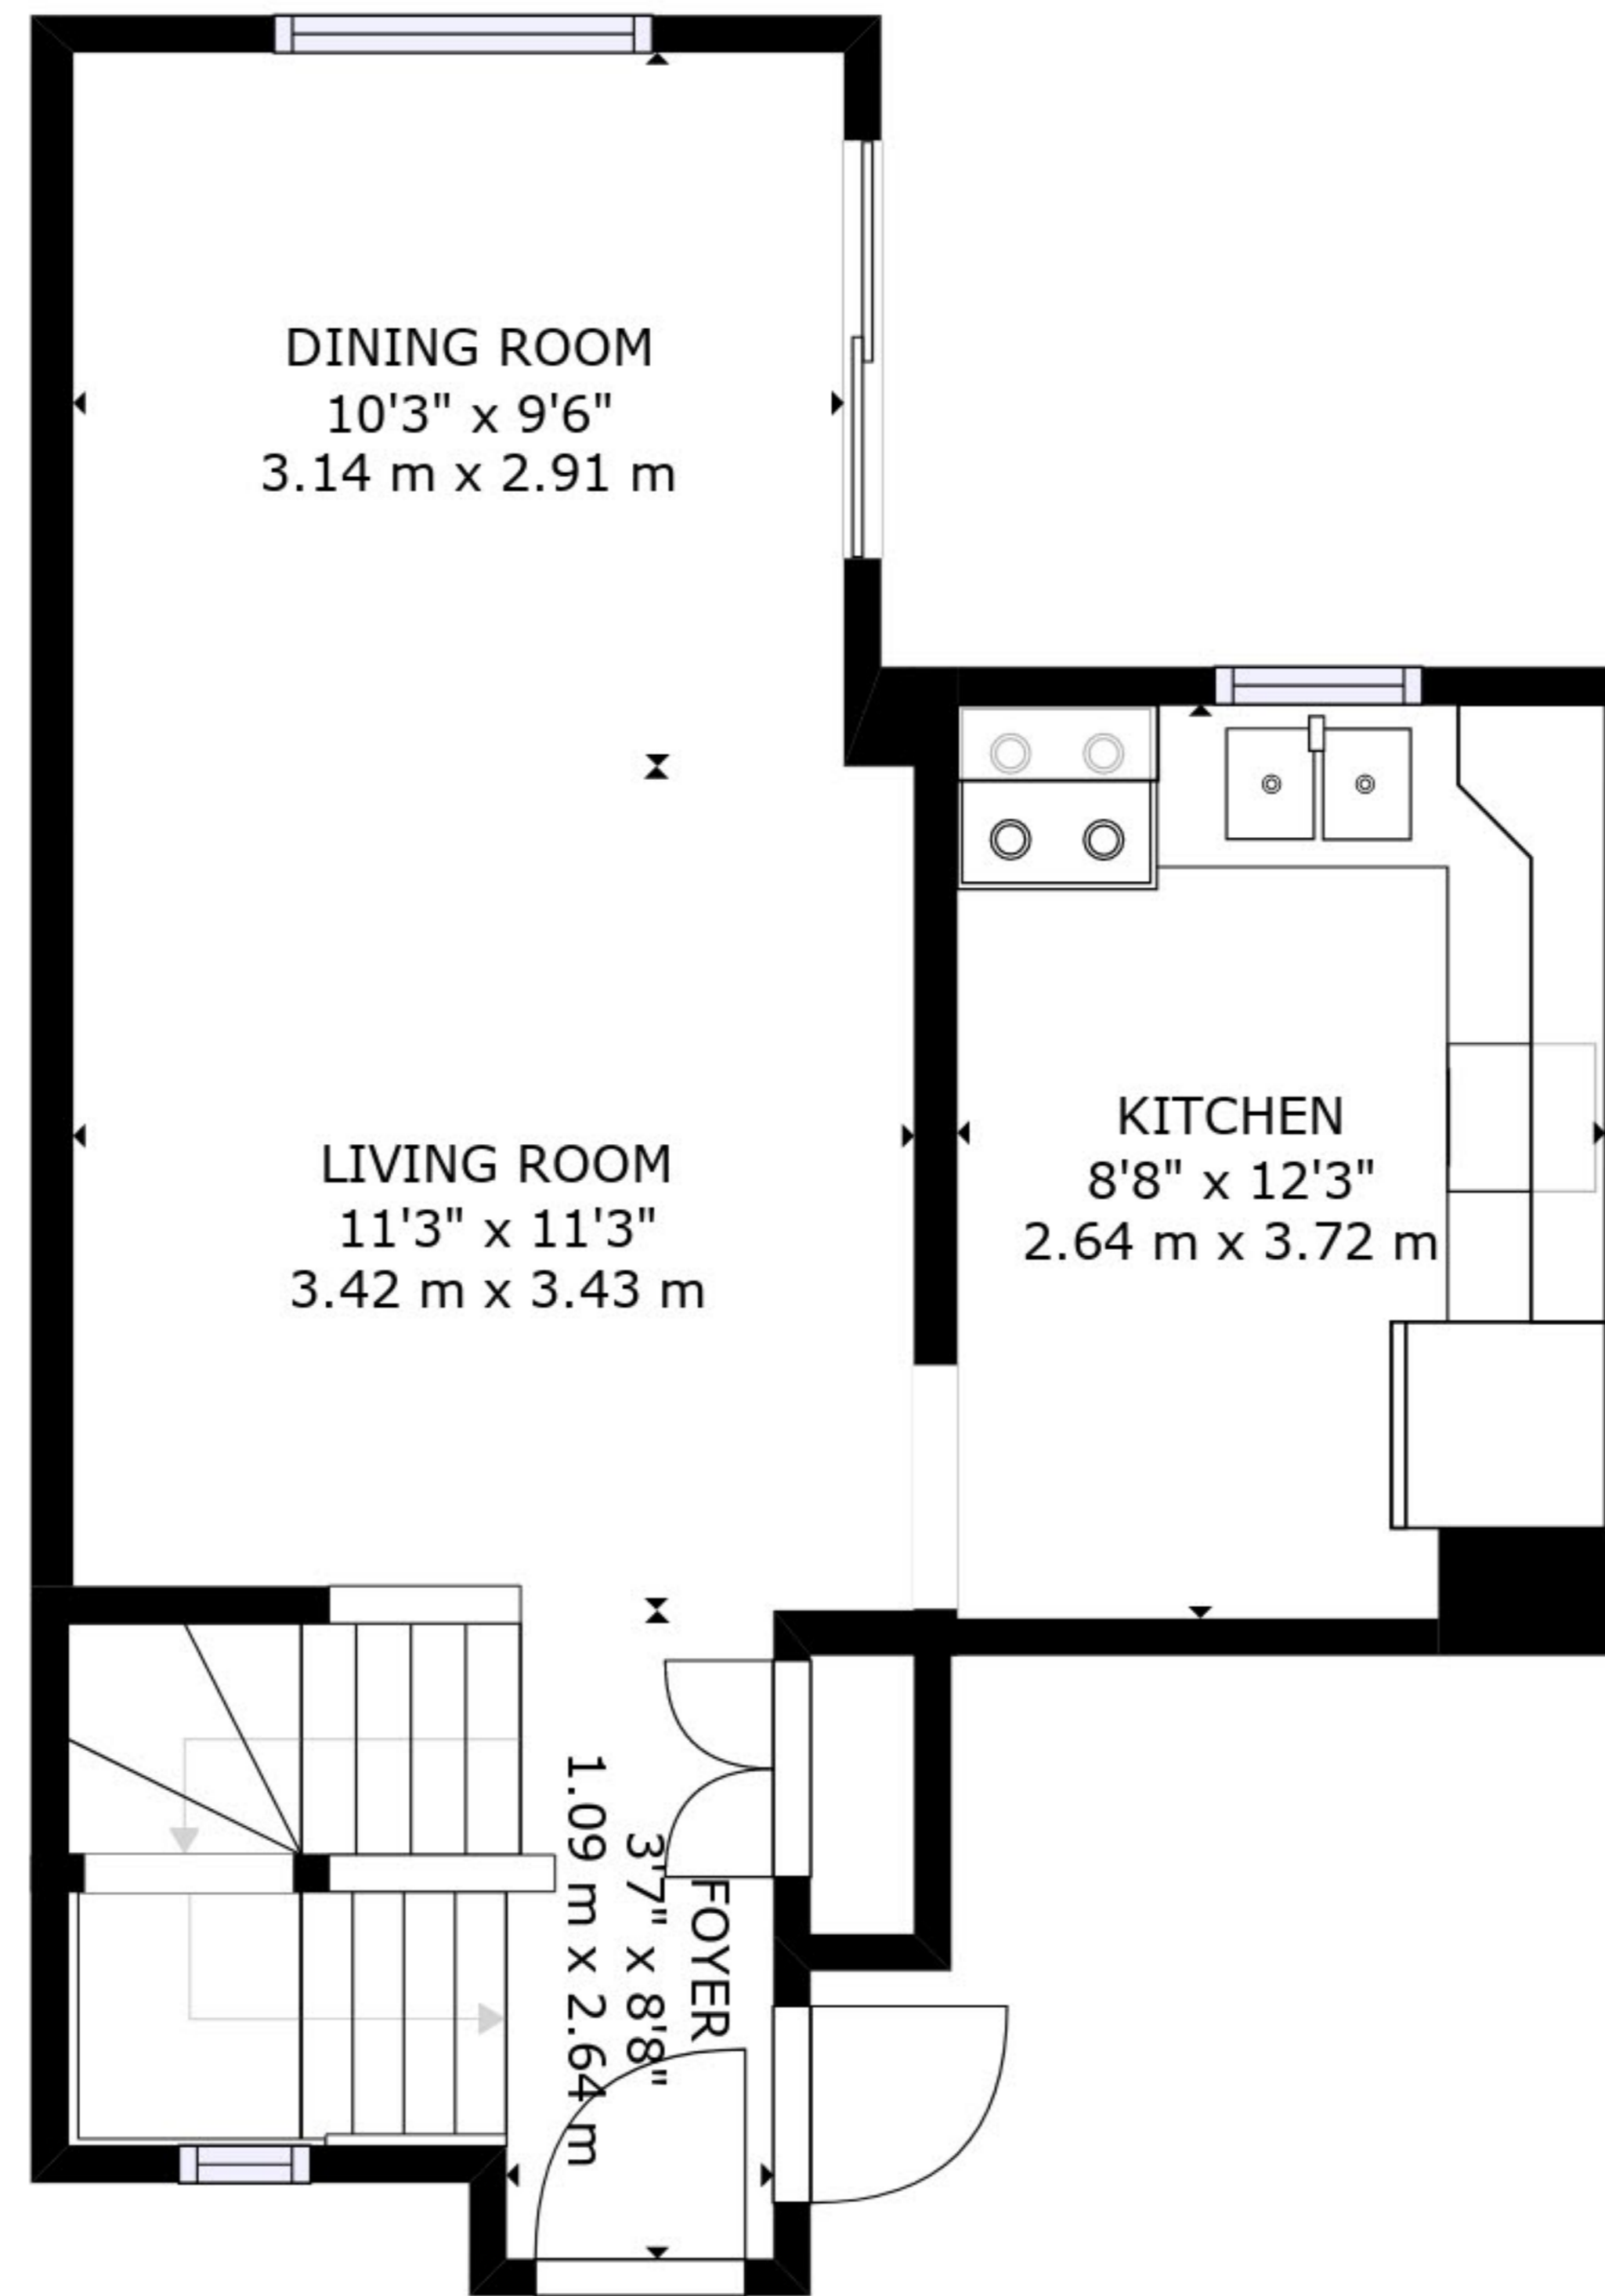 DINING ROOM
10'3" x 9'6"
3.14 m x 2.91 m
LIVING ROOM
11'3" x 11'3"
3.42 m x 3.43 m
KITCHEN
8'8" x 12'3"
2.64 m x 3.72 m
FOYER
3'7" x 8'8"
1.09 m x 2.64 m